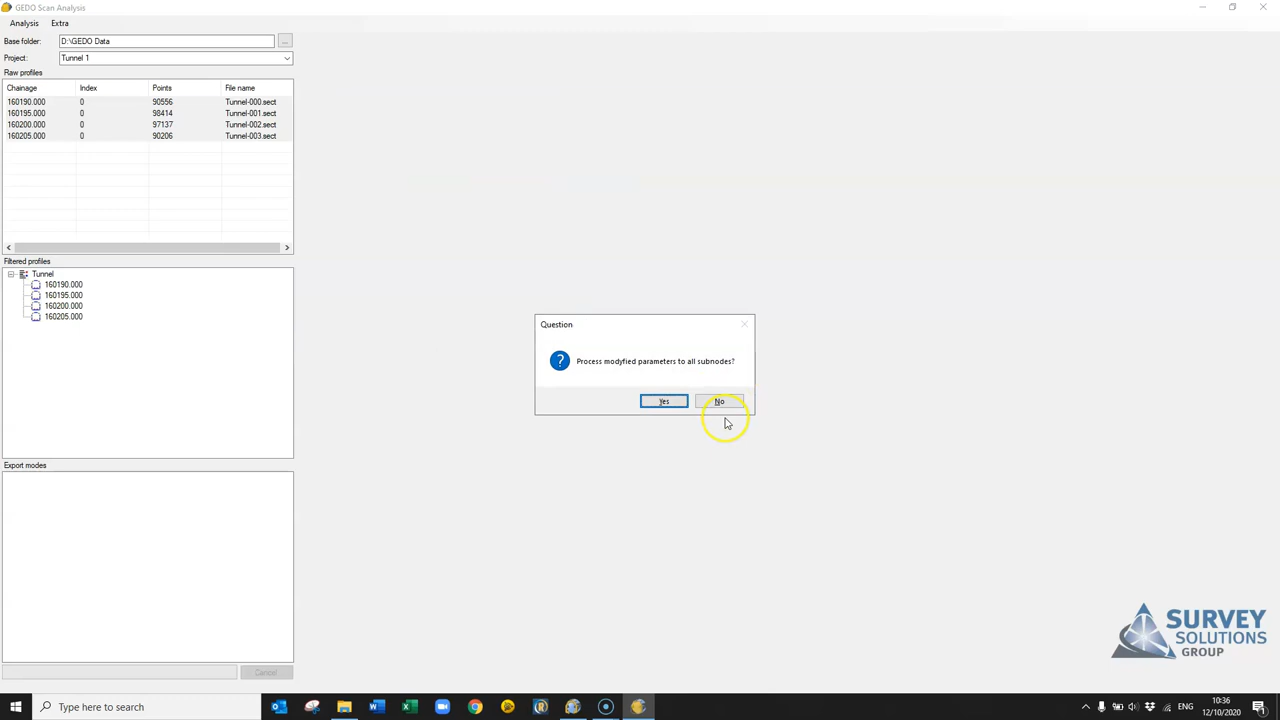 GEDO Scan Analysis
Analysis Extra
Base folder: D:\GEDO Data ...
Project: Tunnel 1
Raw profiles
Chainage Index Points File name
160190.000 0 90556 Tunnel-000.sect
160195.000 0 98414 Tunnel-001.sect
160200.000 0 97137 Tunnel-002.sect
160205.000 0 90206 Tunnel-003.sect
Filtered profiles
Tunnel
160190.000
160195.000
160200.000
160205.000
Export modes
Cancel
Question
Process modyfied parameters to all subnodes?
Yes No
SURVEY
SOLUTIONS
GROUP
Type here to search
ENG
10:36
12/10/2020
1